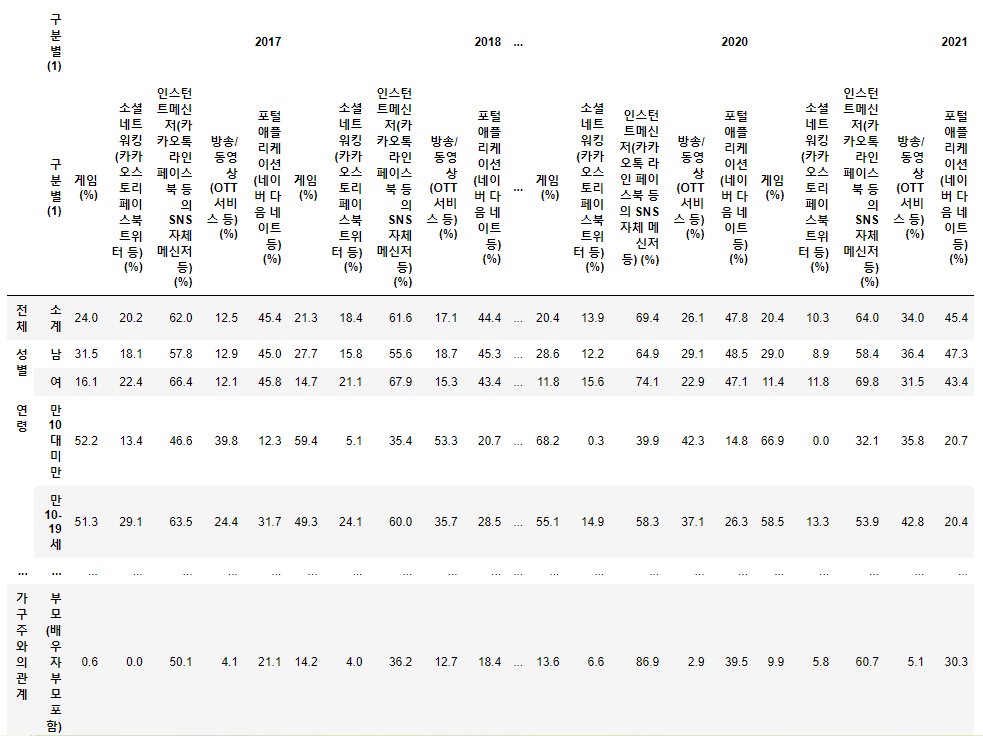 구분별(1) 2017 2018 ... 2020 2021
구분별(1)
게임 (%)
소셜네트워킹(카카오스토리 페이스북 트위터 등) (%)
인스턴트메신저(카카오톡 라인 페이스북 등의 SNS 자체 메신저 등) (%)
방송/동영상(OTT 서비스 등) (%)
포털 애플리케이션(네이버 다음 네이트 등) (%)
게임 (%)
소셜네트워킹(카카오스토리 페이스북 트위터 등) (%)
인스턴트메신저(카카오톡 라인 페이스북 등의 SNS 자체 메신저 등) (%)
방송/동영상(OTT 서비스 등) (%)
포털 애플리케이션(네이버 다음 네이트 등) (%)
...
게임 (%)
소셜네트워킹(카카오스토리 페이스북 트위터 등) (%)
인스턴트메신저(카카오톡 라인 페이스북 등의 SNS 자체 메신저 등) (%)
방송/동영상(OTT 서비스 등) (%)
포털 애플리케이션(네이버 다음 네이트 등) (%)
게임 (%)
소셜네트워킹(카카오스토리 페이스북 트위터 등) (%)
인스턴트메신저(카카오톡 라인 페이스북 등의 SNS 자체 메신저 등) (%)
방송/동영상(OTT 서비스 등) (%)
포털 애플리케이션(네이버 다음 네이트 등) (%)
전체 소계 24.0 20.2 62.0 12.5 45.4 21.3 18.4 61.6 17.1 44.4 ... 20.4 13.9 69.4 26.1 47.8 20.4 10.3 64.0 34.0 45.4
성별 남 31.5 18.1 57.8 12.9 45.0 27.7 15.8 55.6 18.7 45.3 ... 28.6 12.2 64.9 29.1 48.5 29.0 8.9 58.4 36.4 47.3
여 16.1 22.4 66.4 12.1 45.8 14.7 21.1 67.9 15.3 43.4 ... 11.8 15.6 74.1 22.9 47.1 11.4 11.8 69.8 31.5 43.4
연령 만10대미만 52.2 13.4 46.6 39.8 12.3 59.4 5.1 35.4 53.3 20.7 ... 68.2 0.3 39.9 42.3 14.8 66.9 0.0 32.1 35.8 20.7
만10-19세 51.3 29.1 63.5 24.4 31.7 49.3 24.1 60.0 35.7 28.5 ... 55.1 14.9 58.3 37.1 26.3 58.5 13.3 53.9 42.8 20.4
... ... ... ... ... ... ... ... ... ... ... ... ... ... ... ... ... ... ... ... ... ... ...
가구주와의관계 부모(배우자부모포함) 0.6 0.0 50.1 4.1 21.1 14.2 4.0 36.2 12.7 18.4 ... 13.6 6.6 86.9 2.9 39.5 9.9 5.8 60.7 5.1 30.3